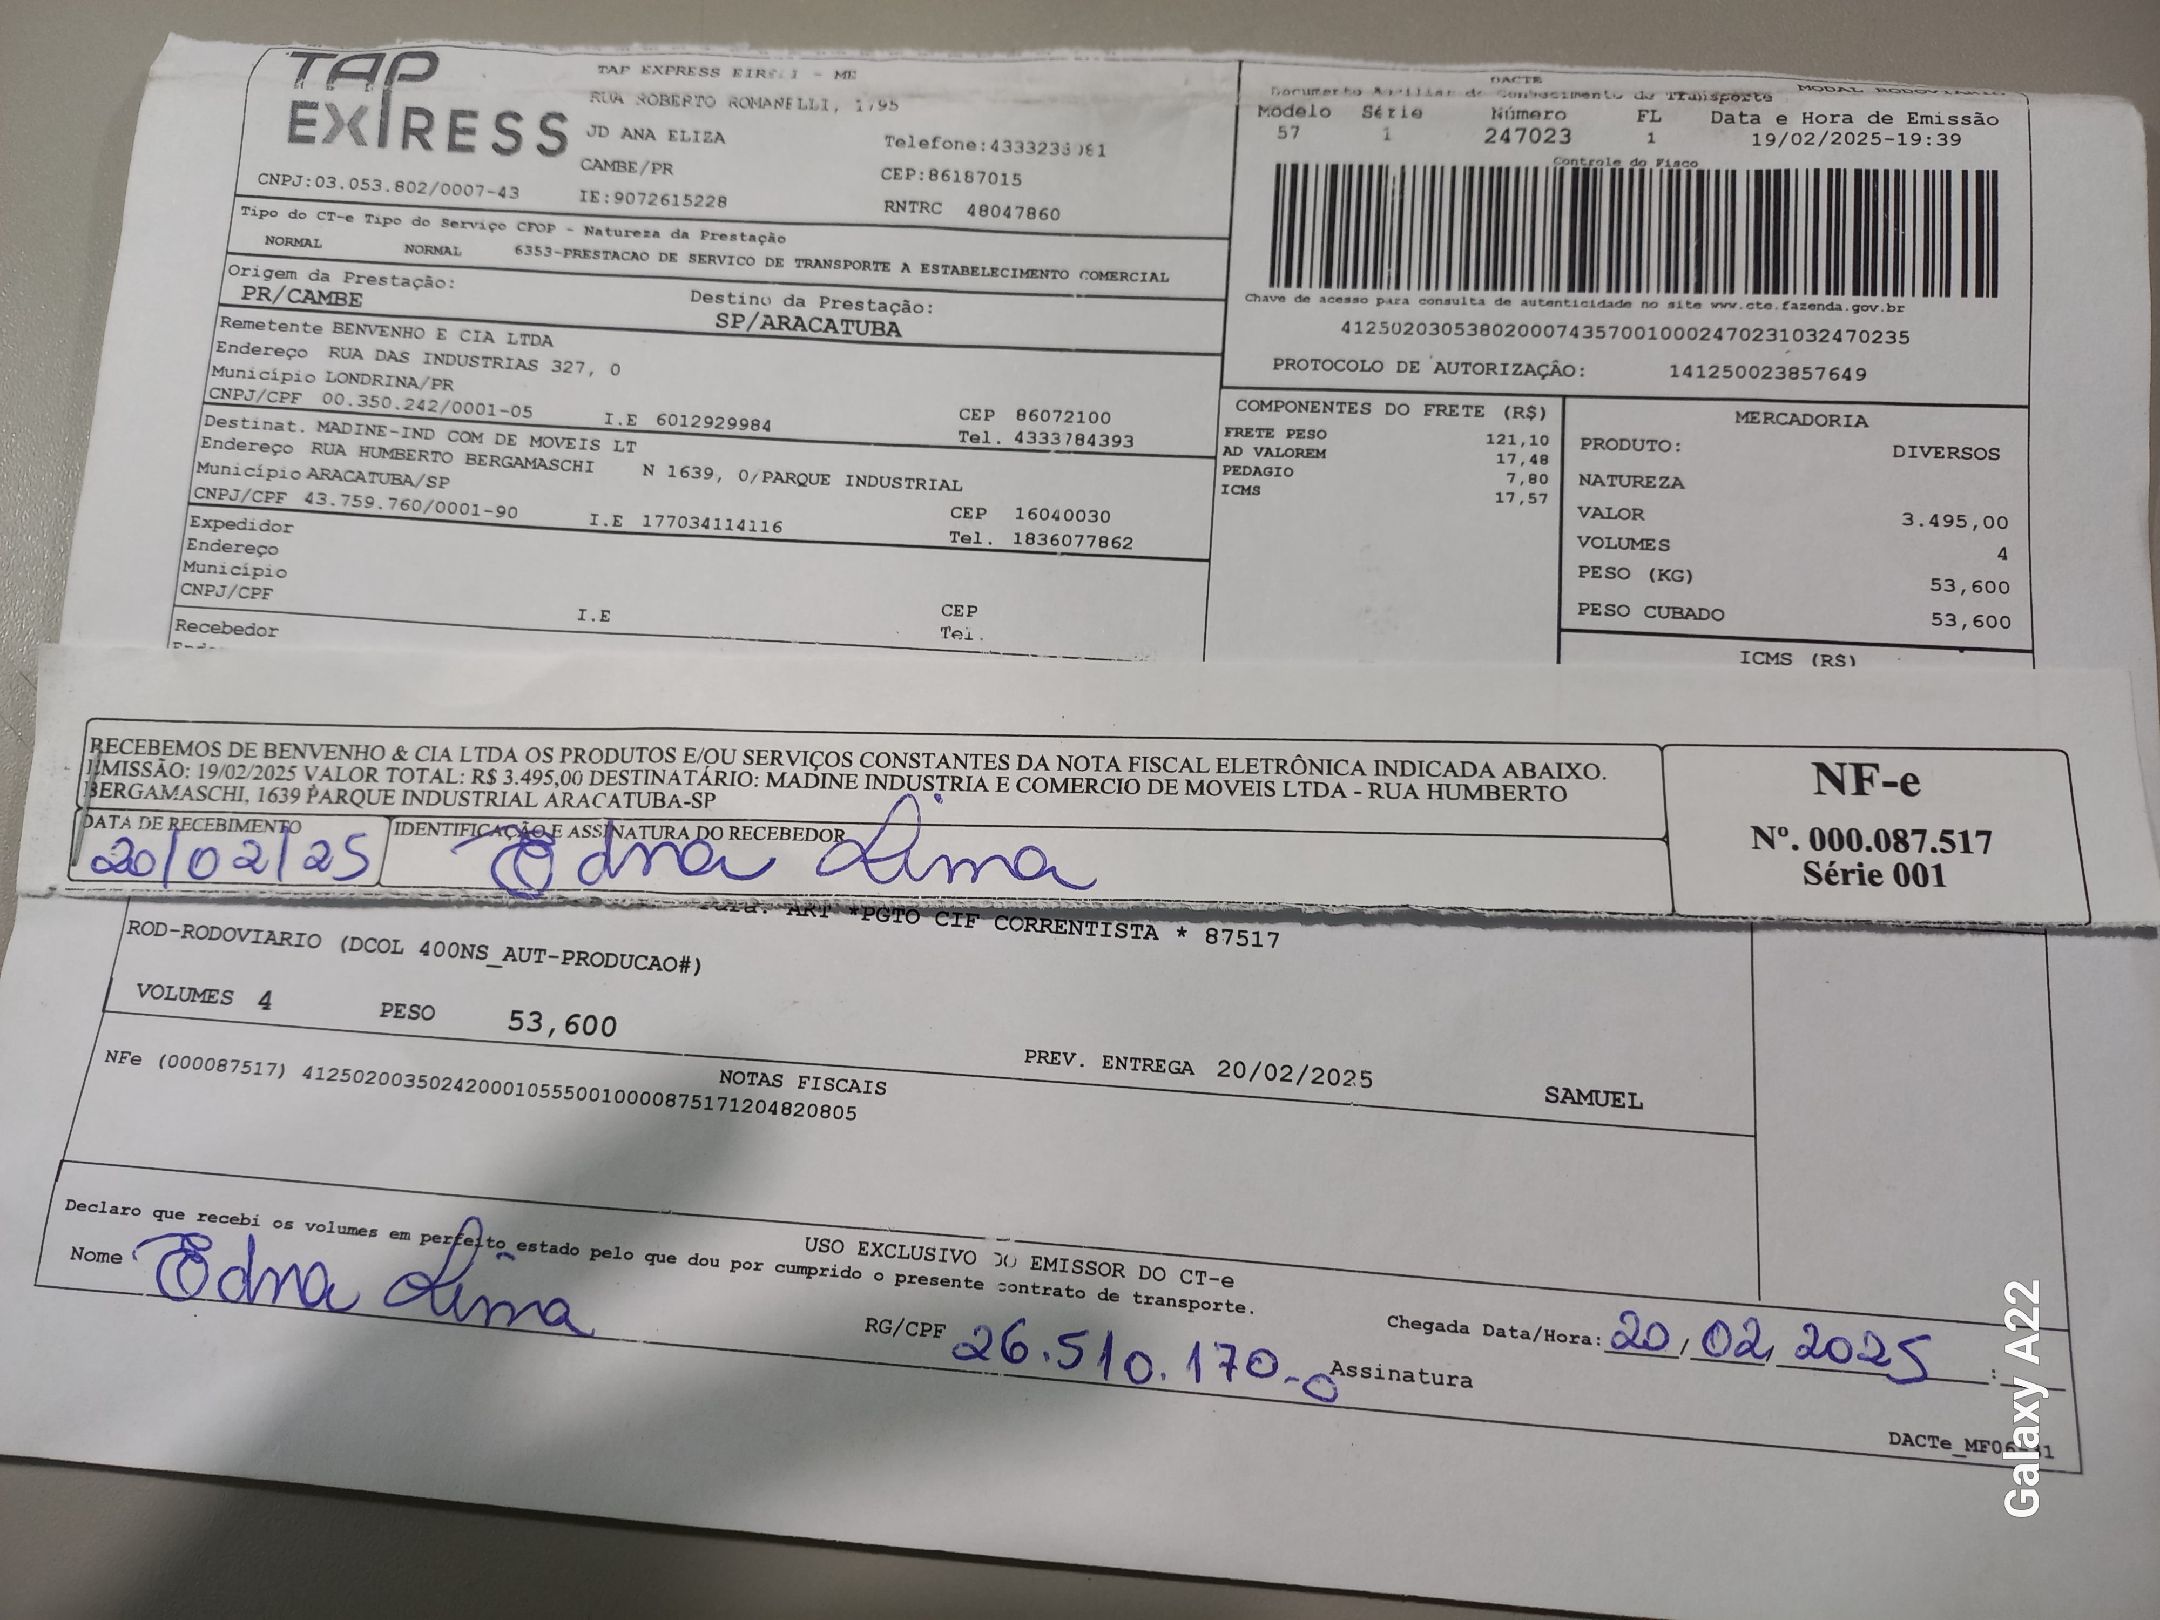 TAP
EXPRESS
TAP EXPRESS EIRELI - ME
RUA ROBERTO ROMANELLI, 1,95
JD ANA ELIZA
Telefone:4333233081
CAMBE/PR
CEP:86187015
CNPJ:03.053.802/0007-43
IE:9072615228
RNTRC 48047860
DACTE
Documento Auxiliar do Conhecimento de Transporte
MODAL RODOVIARIO
Modelo Série Número FL Data e Hora de Emissão
57 1 247023 1 19/02/2025-19:39
Controle do Fisco
Chave de acesso para consulta de autenticidade no site www.cte.fazenda.gov.br
41250203053802000743570010002470231032470235
PROTOCOLO DE AUTORIZAÇÃO: 141250023857649
Tipo do CT-e Tipo do Serviço CFOP - Natureza da Prestação
NORMAL NORMAL 6353-PRESTACAO DE SERVICO DE TRANSPORTE A ESTABELECIMENTO COMERCIAL
Origem da Prestação: Destino da Prestação:
PR/CAMBE SP/ARACATUBA
Remetente BENVENHO E CIA LTDA
Endereço RUA DAS INDUSTRIAS 327, 0
Município LONDRINA/PR
CNPJ/CPF 00.350.242/0001-05 I.E 6012929984
CEP 86072100
Tel. 4333784393
Destinat. MADINE-IND COM DE MOVEIS LT
Endereço RUA HUMBERTO BERGAMASCHI N 1639, 0/PARQUE INDUSTRIAL
Município ARACATUBA/SP
CNPJ/CPF 43.759.760/0001-90 I.E 177034114116
CEP 16040030
Tel. 1836077862
Expedidor
Endereço
Município
CNPJ/CPF
I.E
CEP
Tel.
Recebedor
COMPONENTES DO FRETE (R$)
FRETE PESO 121,10
AD VALOREM 17,48
PEDAGIO 7,80
ICMS 17,57
MERCADORIA
PRODUTO: DIVERSOS
NATUREZA
VALOR 3.495,00
VOLUMES 4
PESO (KG) 53,600
PESO CUBADO 53,600
ICMS (R$)
RECEBEMOS DE BENVENHO & CIA LTDA OS PRODUTOS E/OU SERVIÇOS CONSTANTES DA NOTA FISCAL ELETRÔNICA INDICADA ABAIXO.
EMISSÃO: 19/02/2025 VALOR TOTAL: R$ 3.495,00 DESTINATÁRIO: MADINE INDUSTRIA E COMERCIO DE MOVEIS LTDA - RUA HUMBERTO
BERGAMASCHI, 1639 PARQUE INDUSTRIAL ARACATUBA-SP
DATA DE RECEBIMENTO
20/02/25
IDENTIFICAÇÃO E ASSINATURA DO RECEBEDOR
Edna Lima
NF-e
Nº. 000.087.517
Série 001
ART *PGTO CIF CORRENTISTA * 87517
ROD-RODOVIARIO (DCOL 400NS_AUT-PRODUCAO#)
VOLUMES 4 PESO 53,600
PREV. ENTREGA 20/02/2025 SAMUEL
NOTAS FISCAIS
NFe (000087517) 41250200350242000105550010000875171204820805
USO EXCLUSIVO DO EMISSOR DO CT-e
Declaro que recebi os volumes em perfeito estado pelo que dou por cumprido o presente contrato de transporte.
Nome Edna Lima
RG/CPF 26.510.170-0
Chegada Data/Hora: 20/02/2025 :
Assinatura
Galaxy A22